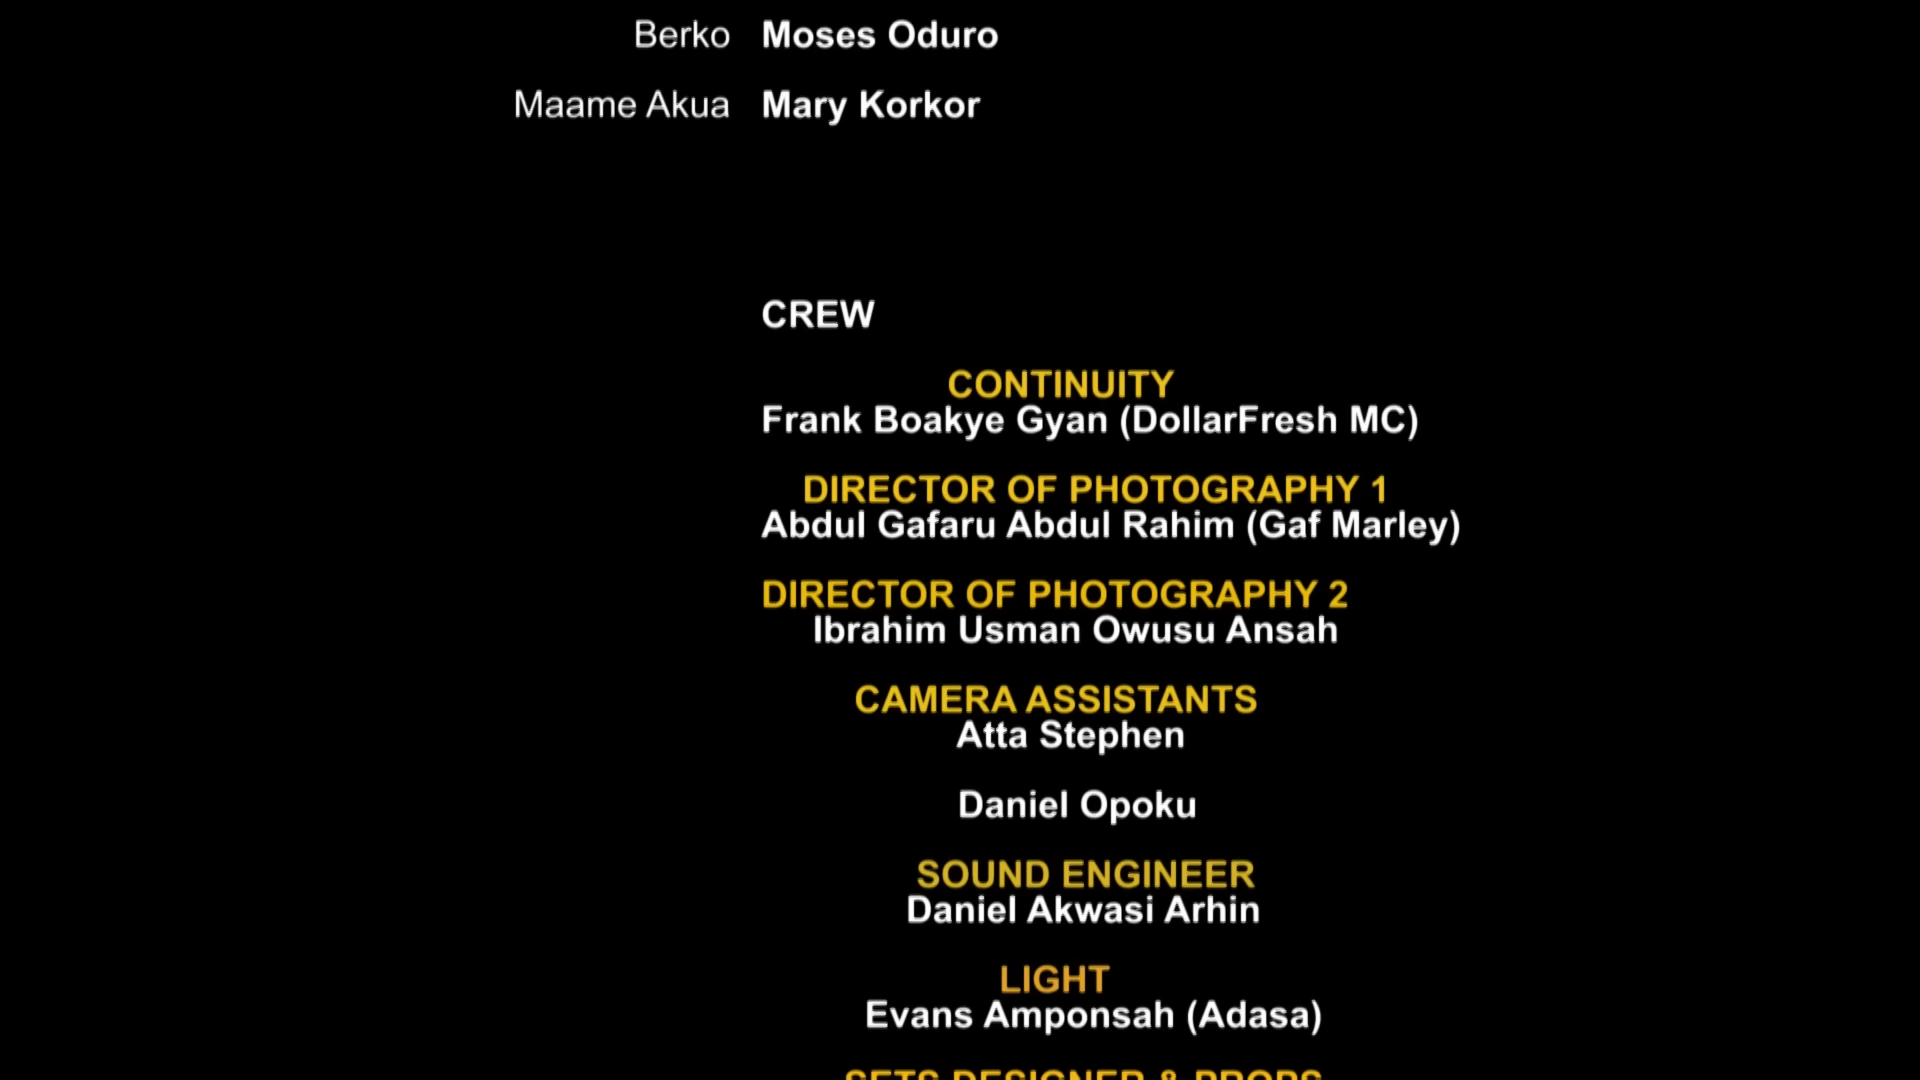 Berko Moses Oduro
Maame Akua Mary Korkor
CREW
CONTINUITY
Frank Boakye Gyan (DollarFresh MC)
DIRECTOR OF PHOTOGRAPHY 1
Abdul Gafaru Abdul Rahim (Gaf Marley)
DIRECTOR OF PHOTOGRAPHY 2
Ibrahim Usman Owusu Ansah
CAMERA ASSISTANTS
Atta Stephen
Daniel Opoku
SOUND ENGINEER
Daniel Akwasi Arhin
LIGHT
Evans Amponsah (Adasa)
SETS DESIGNER & PROPS